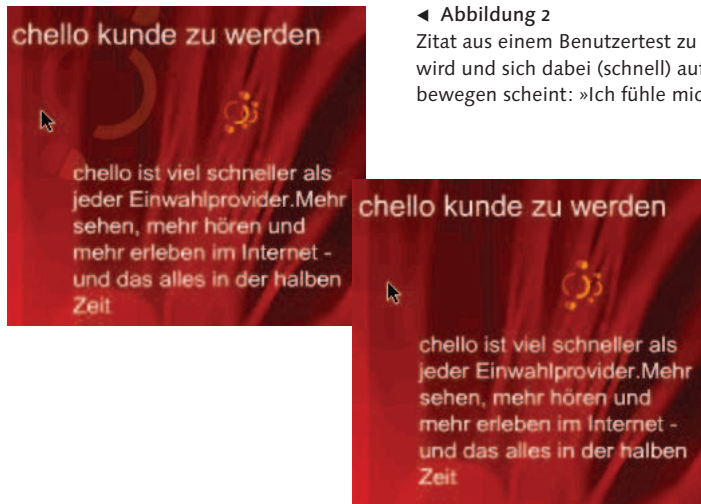 chello kunde zu werden
chello ist viel schneller als
jeder Einwahlprovider.Mehr
sehen, mehr hören und
mehr erleben im Internet -
und das alles in der halben
Zeit
◄ Abbildung 2
Zitat aus einem Benutzertest zu
wird und sich dabei (schnell) auf
bewegen scheint: »Ich fühle
chello kunde zu werden
chello ist viel schneller als
jeder Einwahlprovider.Mehr
sehen, mehr hören und
mehr erleben im Internet -
und das alles in der halben
Zeit